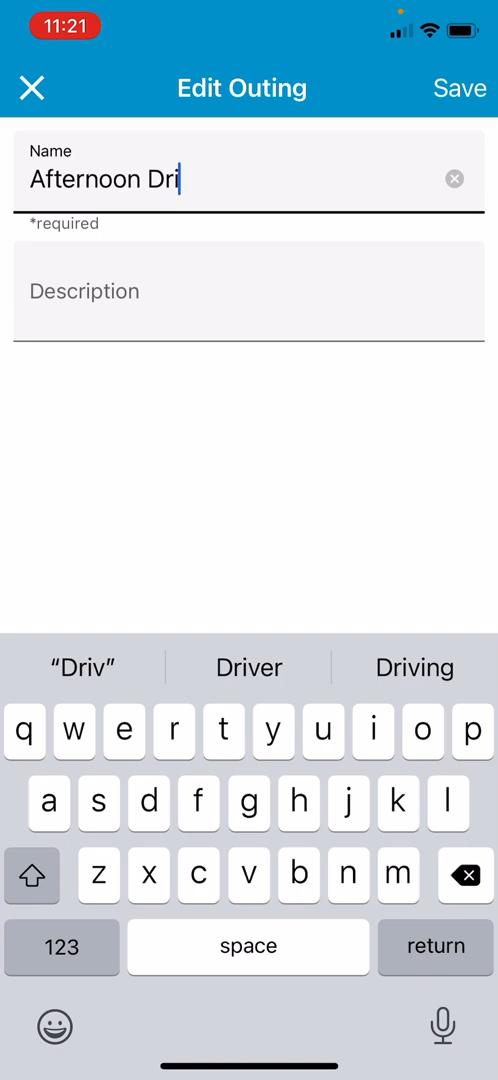 11:21
Edit Outing
Save
Name
Afternoon Dri
*required
Description
“Driv”
Driver
Driving
q w e r t y u i o p
a s d f g h j k l
z x c v b n m
123
space
return